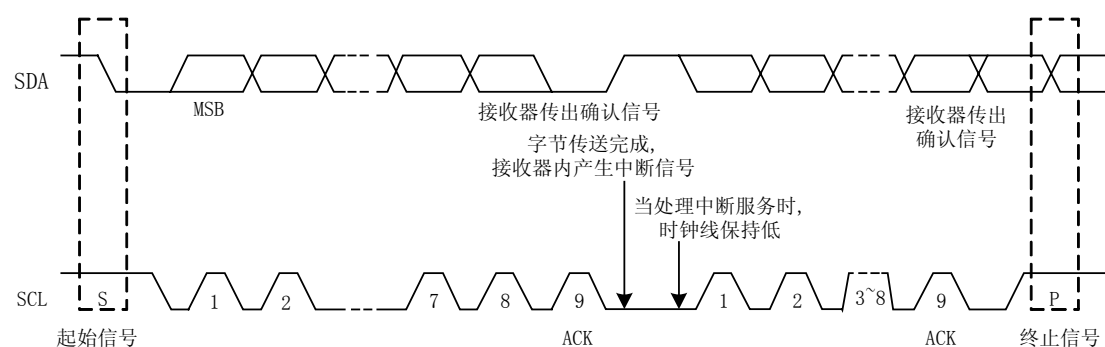 SDA
MSB
接收器传出确认信号
接收器传出
确认信号
字节传送完成,
接收器内产生中断信号
当处理中断服务时,
时钟线保持低
SCL
S
1
2
7
8
9
1
2
3~8
9
P
起始信号
ACK
ACK
终止信号